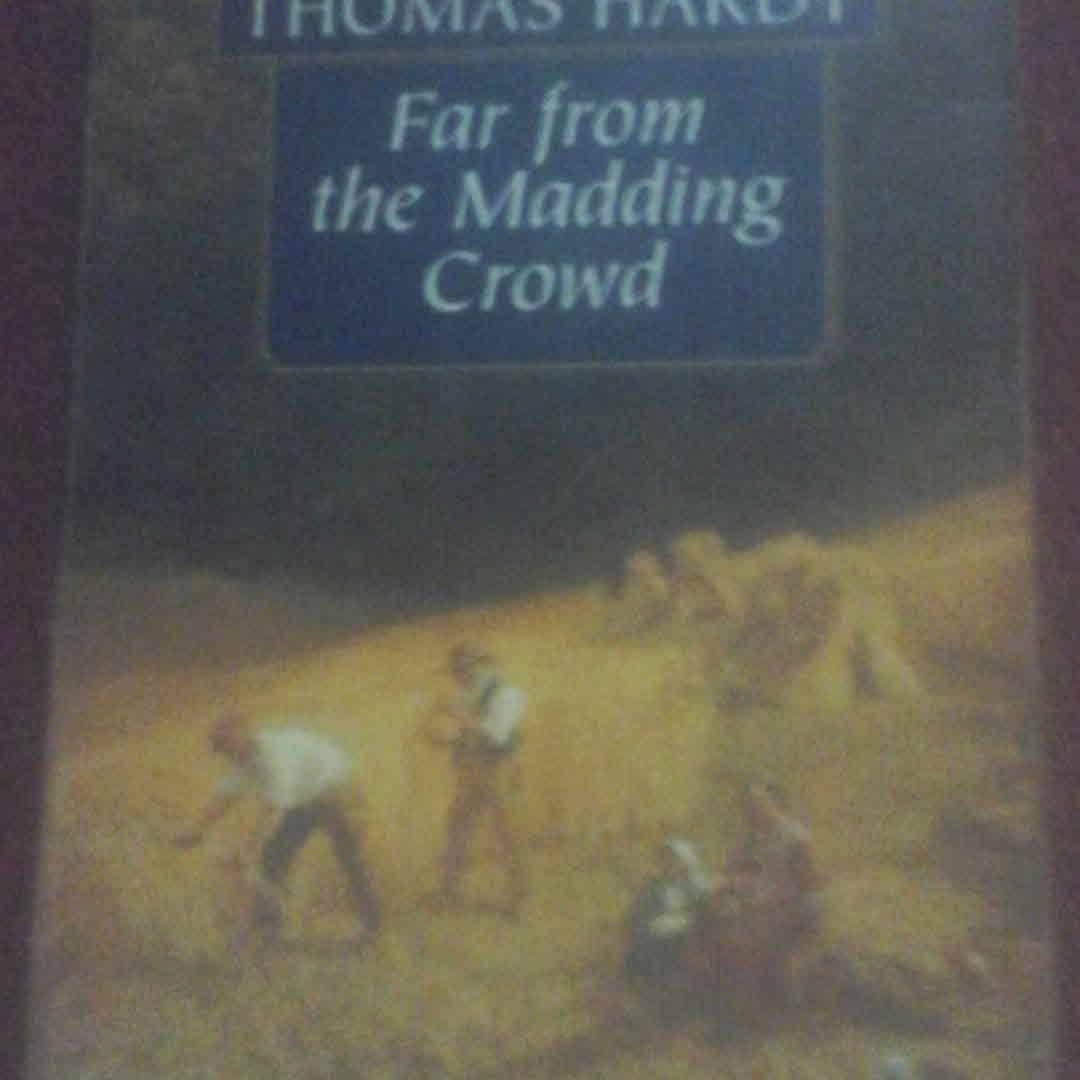 THOMAS HARDY
Far from
the Madding
Crowd